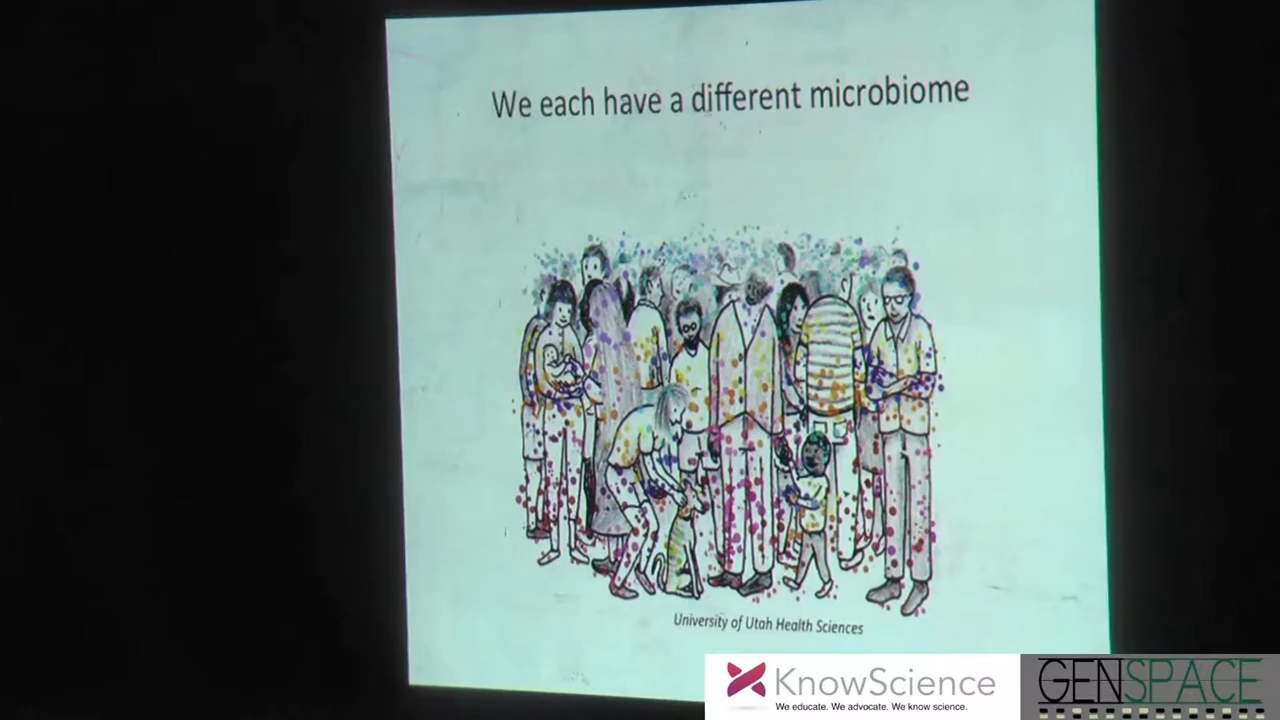 We each have a different microbiome
University of Utah Health Sciences
KnowScience
We educate. We advocate. We know science.
GENSPACE